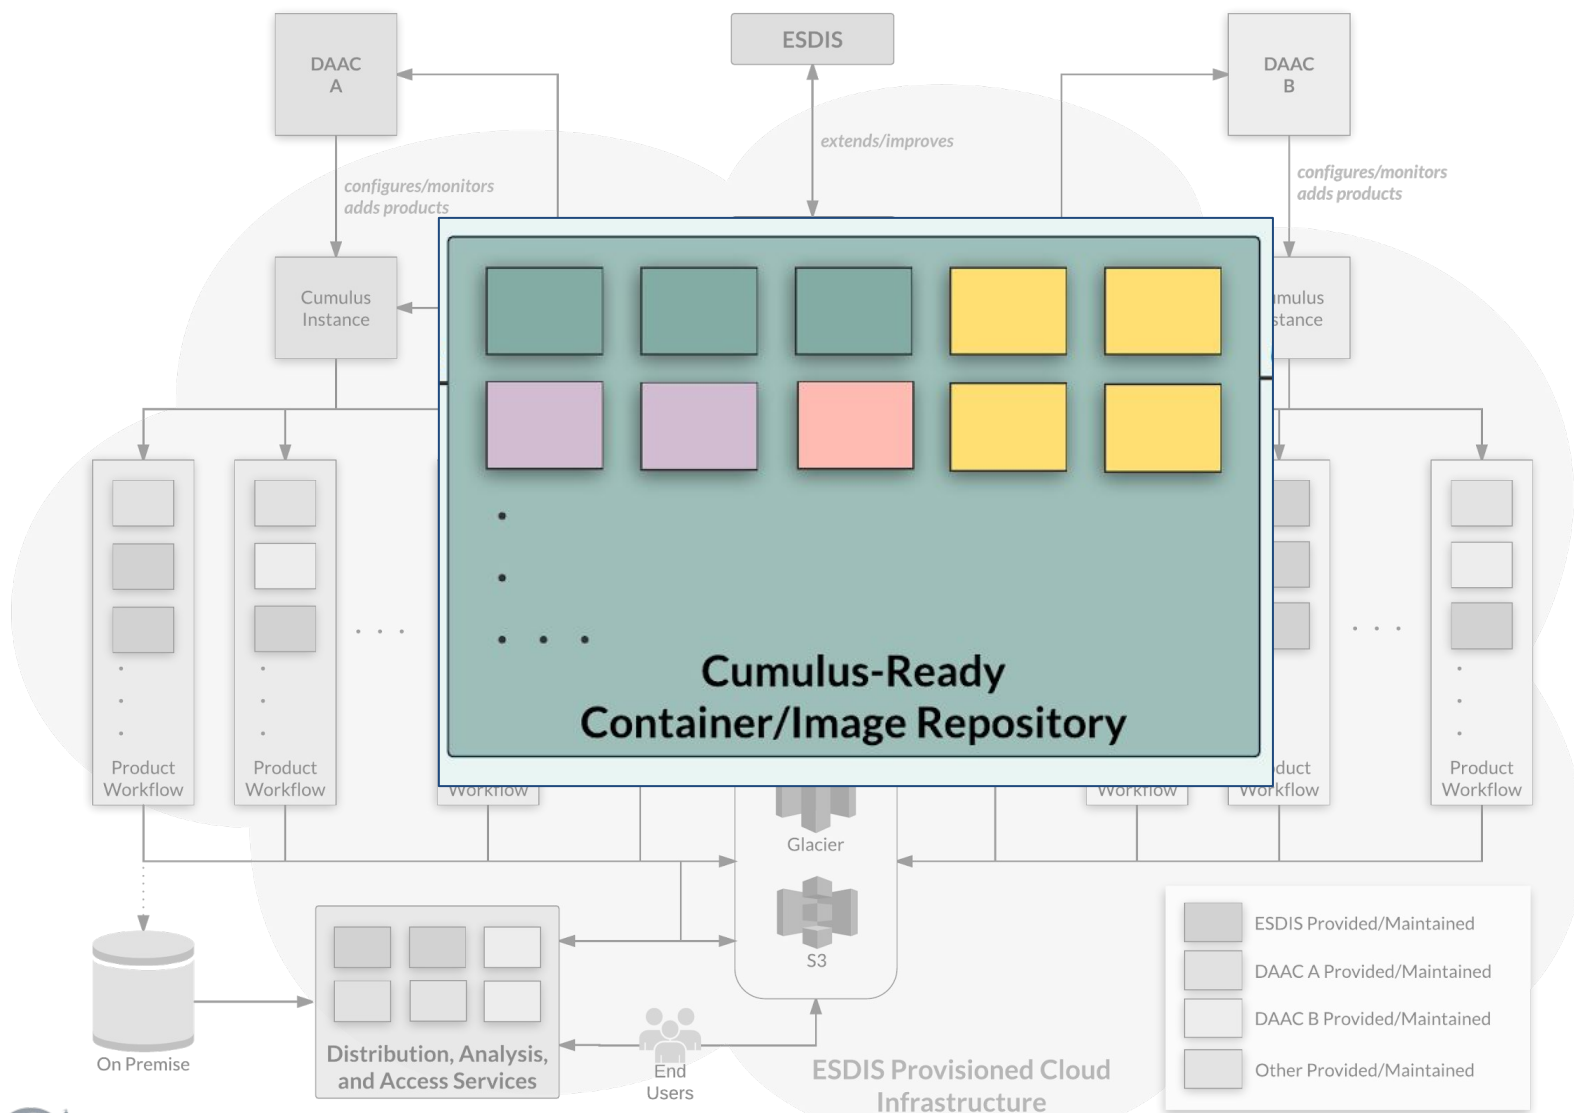 DAAC
A
ESDIS
DAAC
B
extends/improves
configures/monitors
adds products
configures/monitors
adds products
Cumulus
Instance
umulus
stance
Cumulus-Ready
Container/Image Repository
Product
Workflow
Product
Workflow
Workflow
Workflow
duct
Workflow
Product
Workflow
Glacier
S3
On Premise
Distribution, Analysis,
and Access Services
End
Users
ESDIS Provisioned Cloud
Infrastructure
ESDIS Provided/Maintained
DAAC A Provided/Maintained
DAAC B Provided/Maintained
Other Provided/Maintained